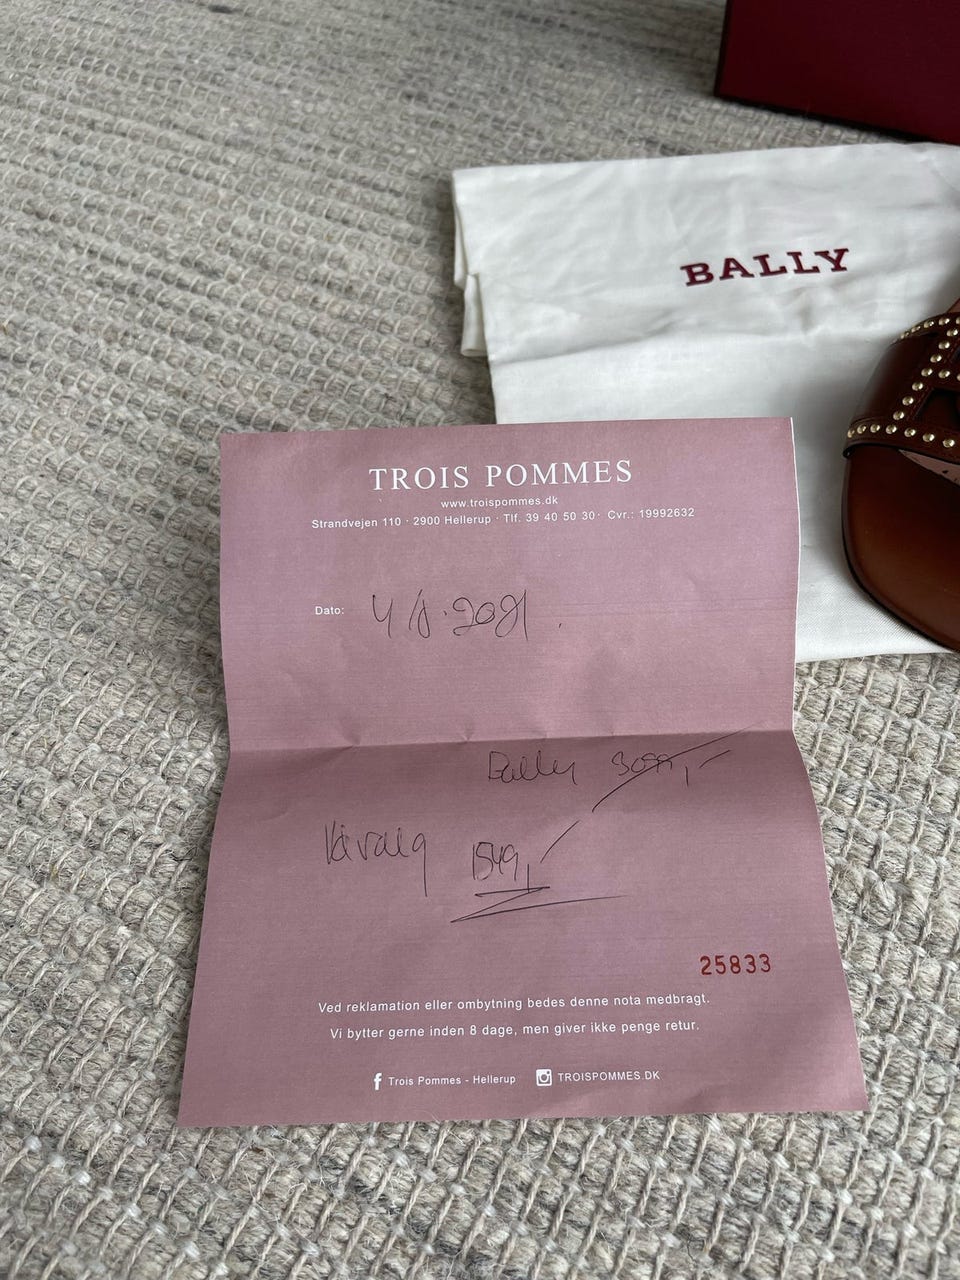 BALLY
TROIS POMMES
www.troispommes.dk
Strandvejen 110 · 2900 Hellerup · Tlf. 39 40 50 30 · Cvr.: 19992632
Dato:
Bally
1549,
25833
Ved reklamation eller ombytning bedes denne nota medbragt.
Vi bytter gerne inden 8 dage, men giver ikke penge retur.
Trois Pommes - Hellerup TROISPOMMES.DK